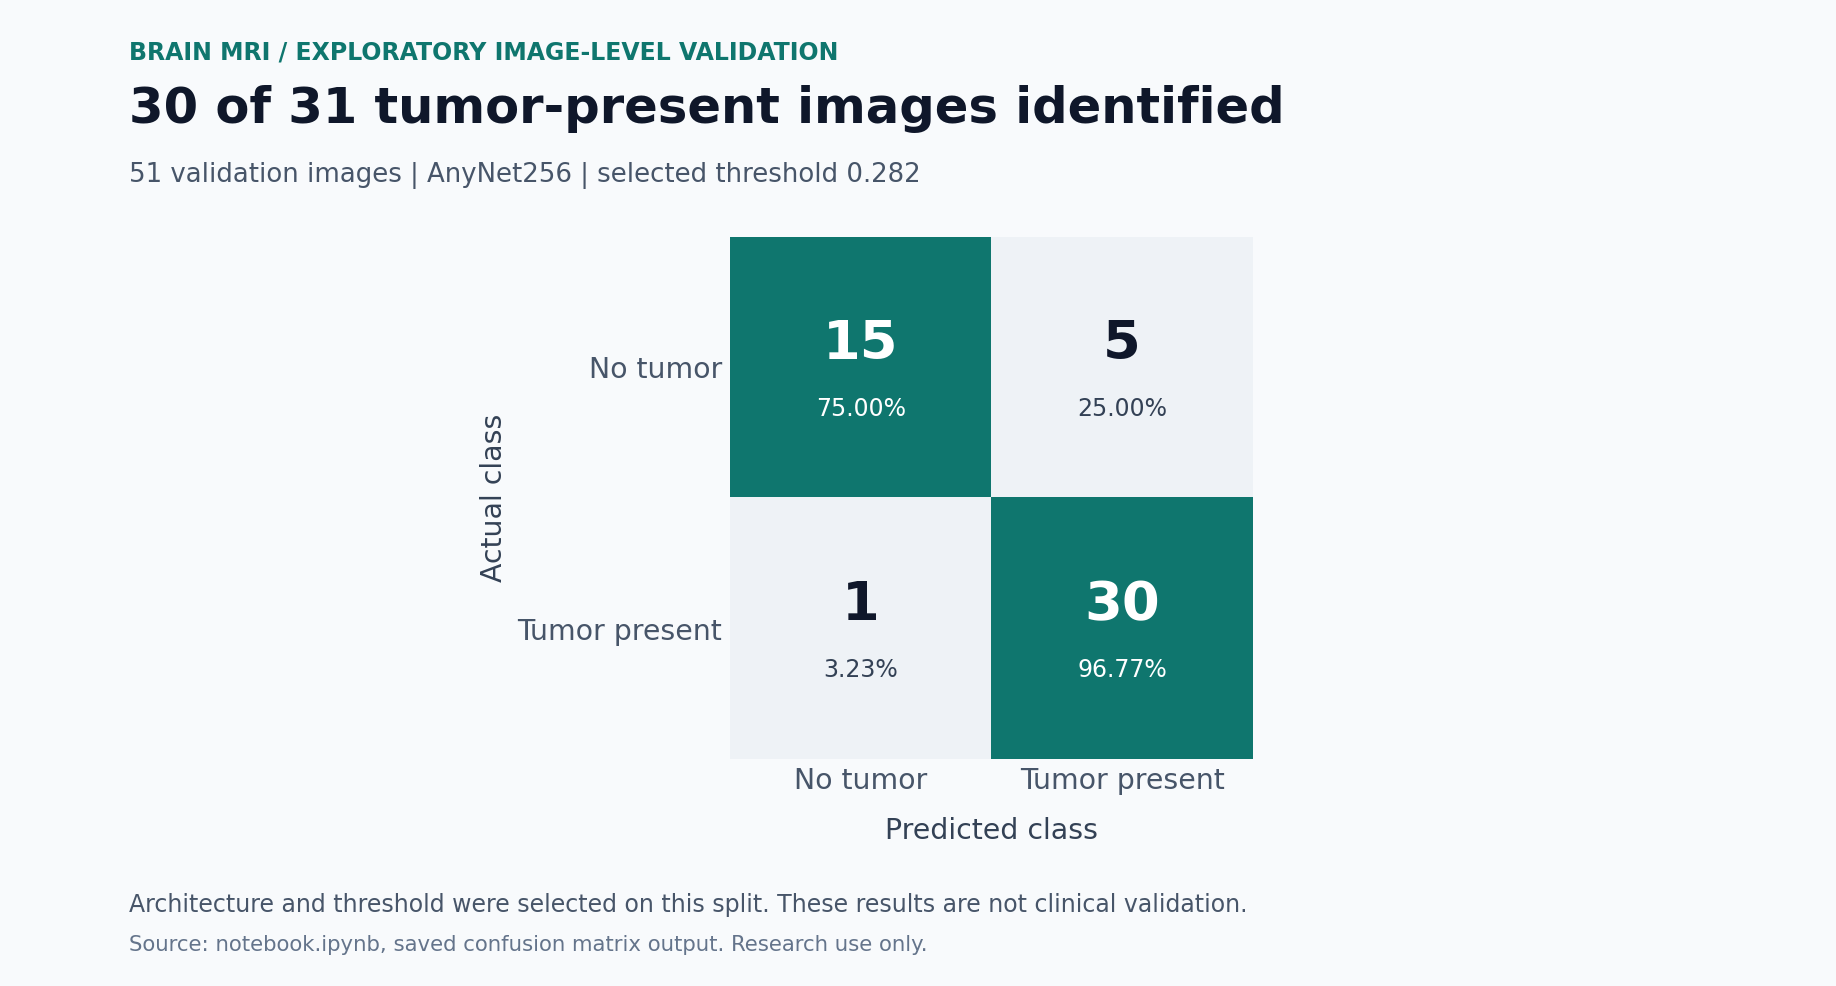 BRAIN MRI / EXPLORATORY IMAGE-LEVEL VALIDATION
30 of 31 tumor-present images identified
51 validation images | AnyNet256 | selected threshold 0.282
Actual class
No tumor
15
75.00%
5
25.00%
Tumor present
1
3.23%
30
96.77%
No tumor
Tumor present
Predicted class
Architecture and threshold were selected on this split. These results are not clinical validation.
Source: notebook.ipynb, saved confusion matrix output. Research use only.